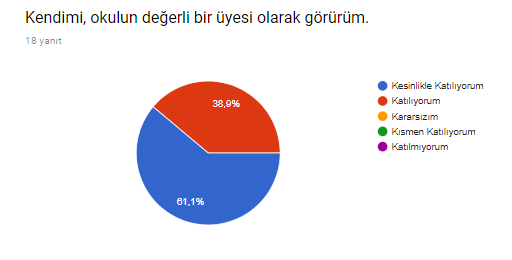 Kendimi, okulun değerli bir üyesi olarak görürüm.
18 yanıt
38,9%
61,1%
Kesinlikle Katılıyorum
Katılıyorum
Kararsızım
Kısmen Katılıyorum
Katılmıyorum